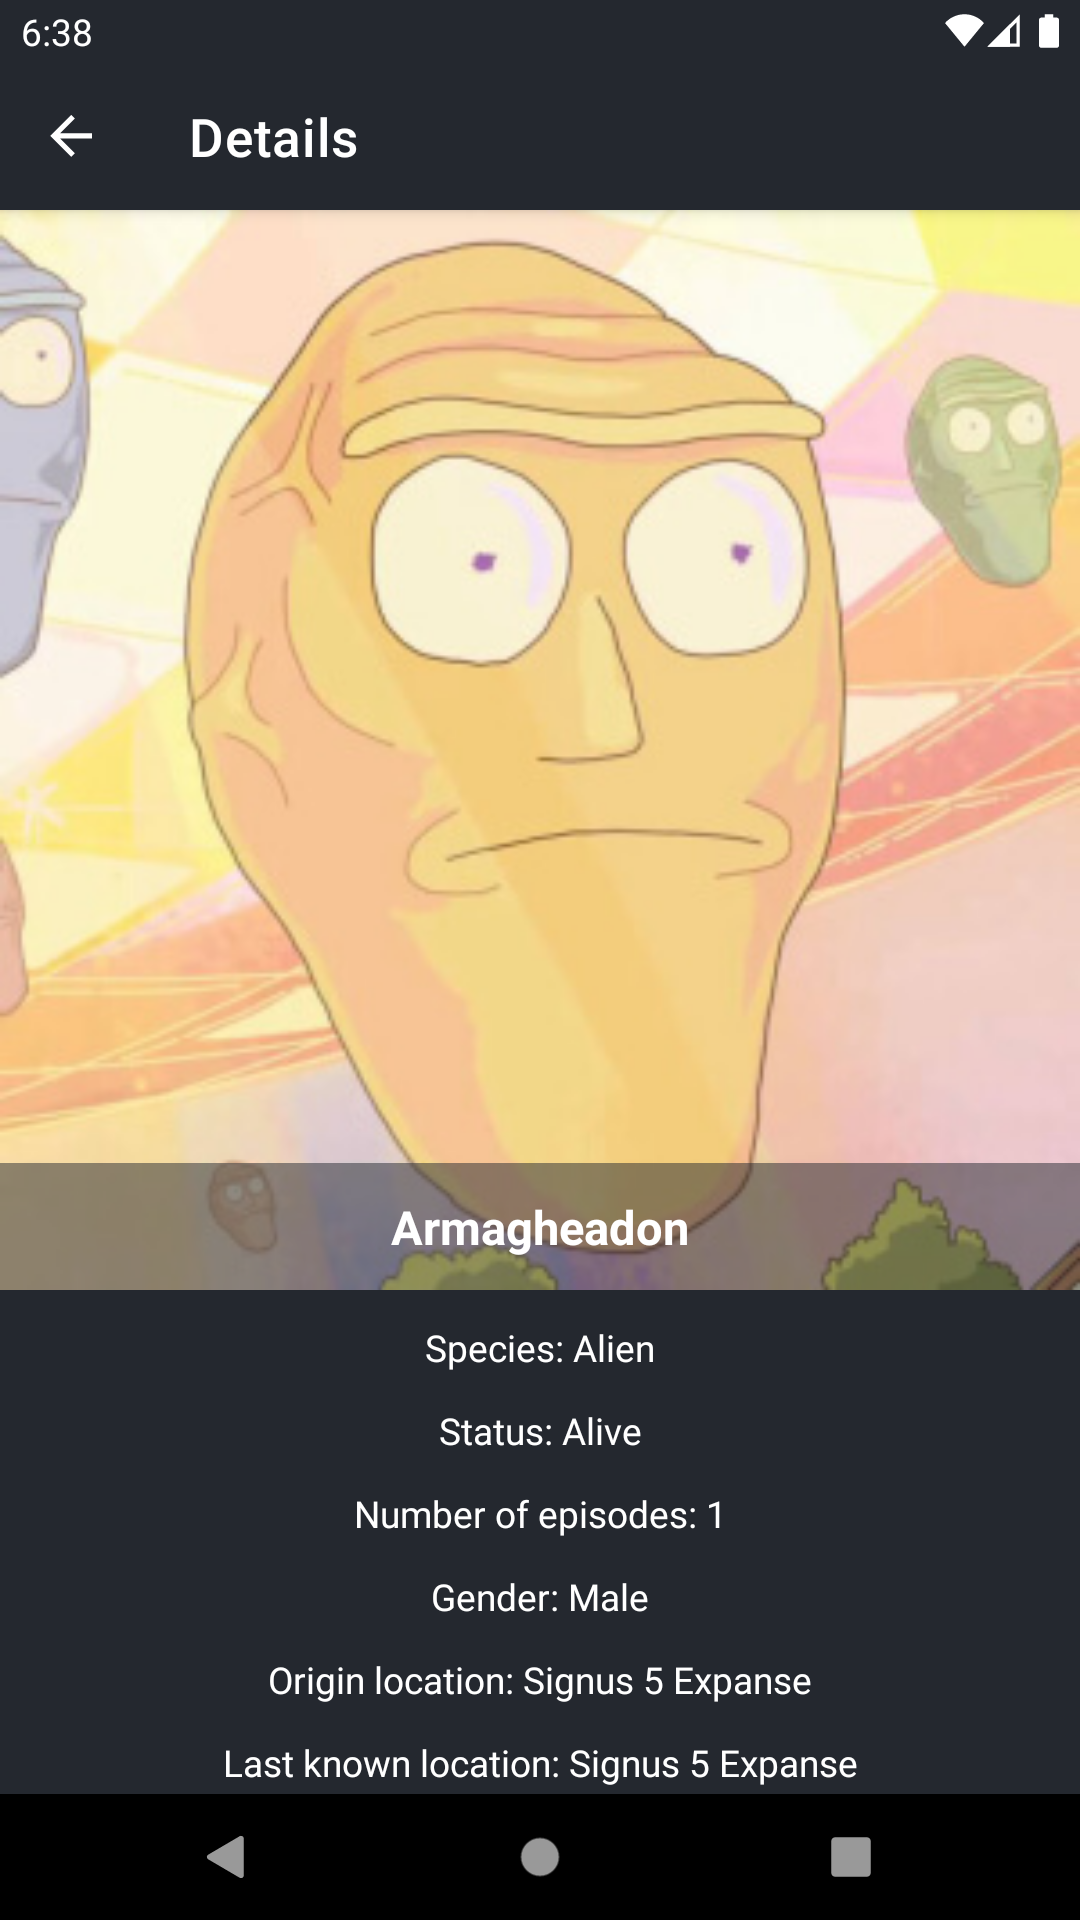 6:38
Details
Armagheadon
Species: Alien
Status: Alive
Number of episodes: 1
Gender: Male
Origin location: Signus 5 Expanse
Last known location: Signus 5 Expanse